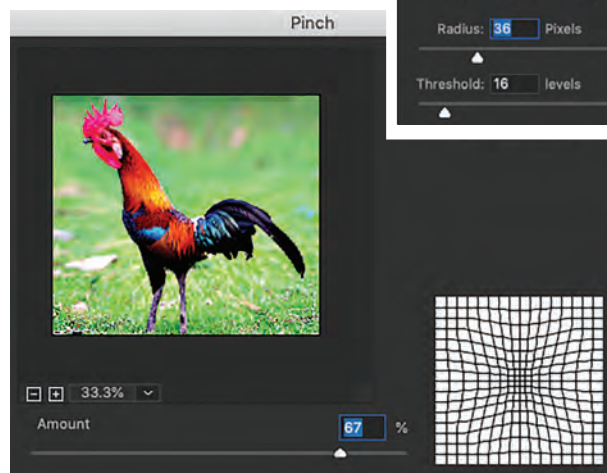 Pinch
Radius: 36 Pixels
Threshold: 16 levels
33.3%
Amount 67 %